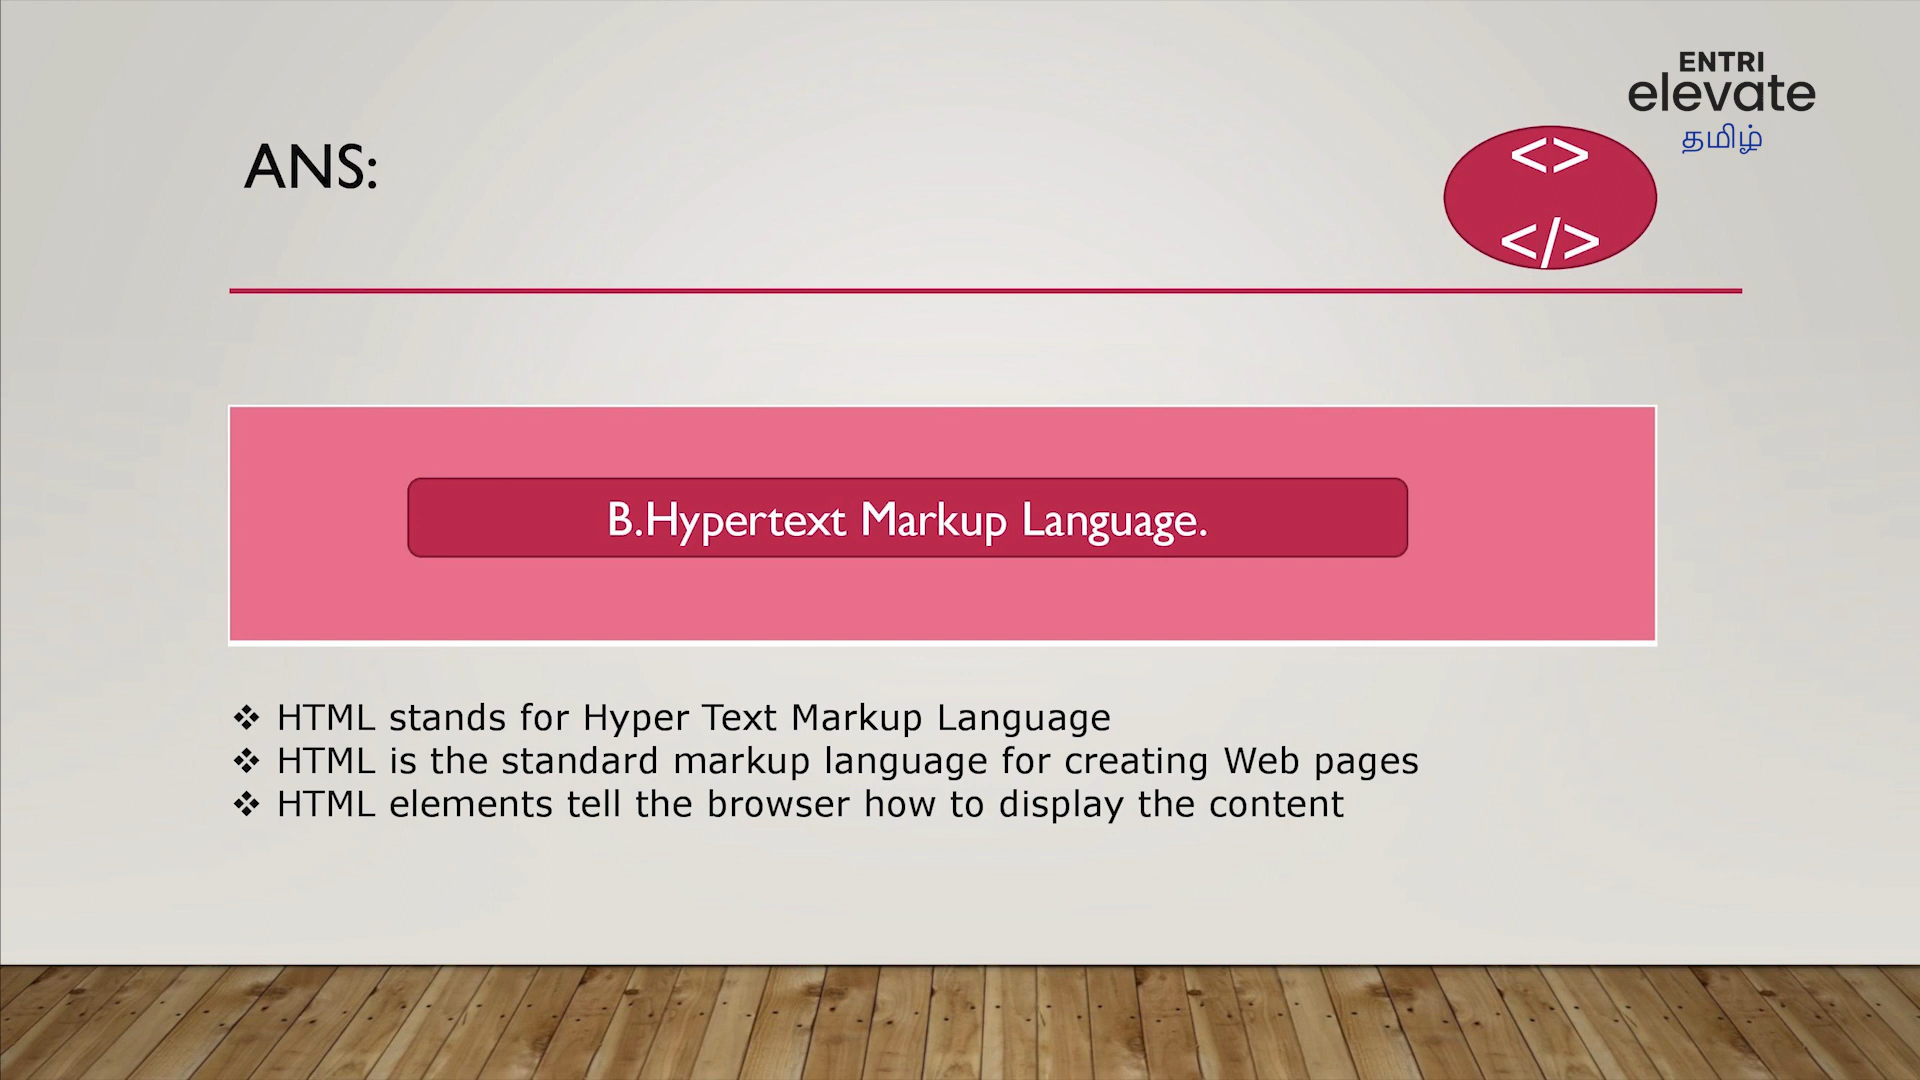 ENTRI
elevate
தமிழ்
ANS:
<>
</>
B.Hypertext Markup Language.
❖ HTML stands for Hyper Text Markup Language
❖ HTML is the standard markup language for creating Web pages
❖ HTML elements tell the browser how to display the content